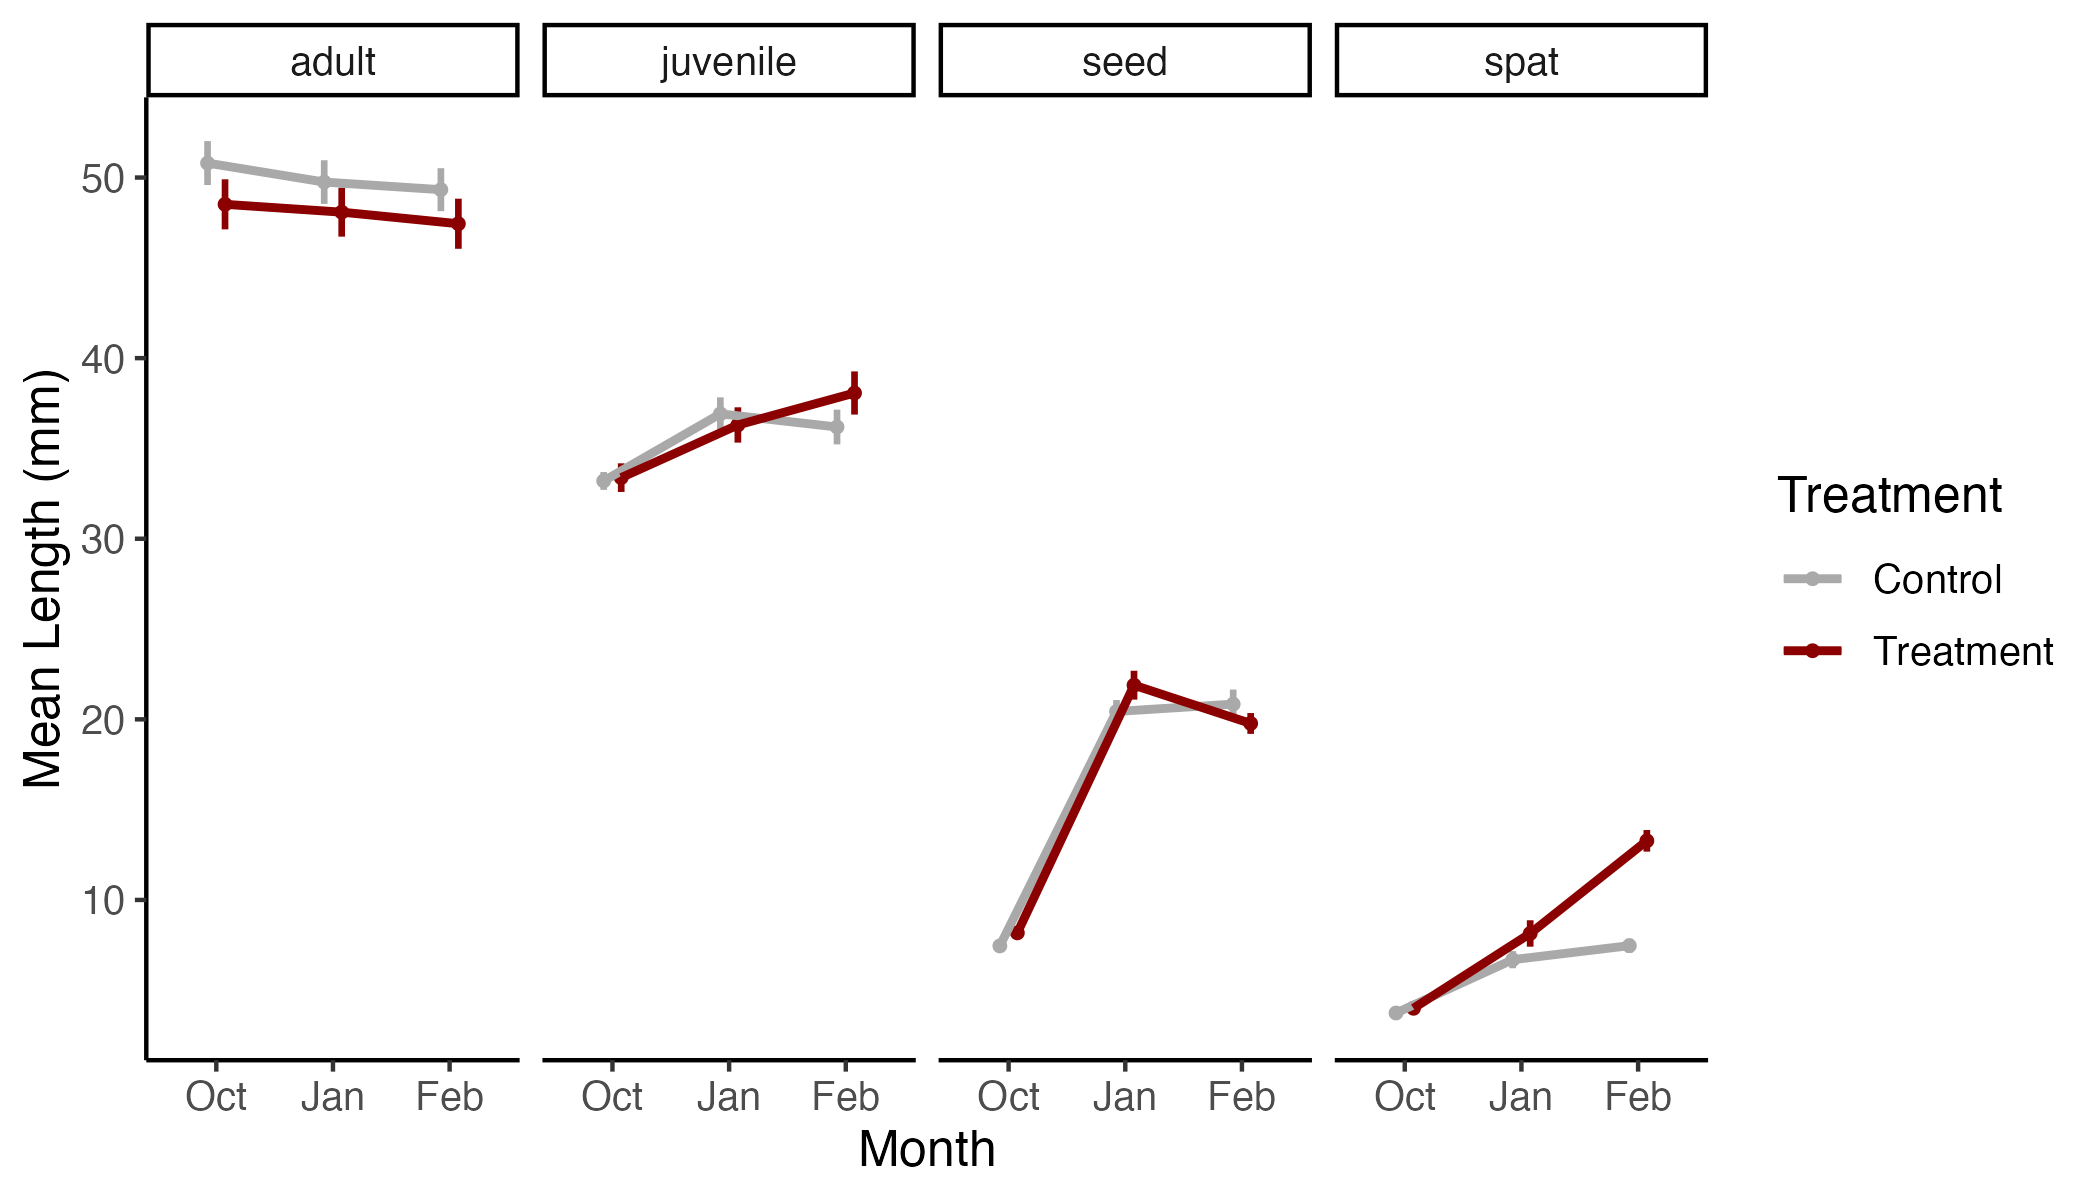 adult juvenile seed spat
50
40
30
20
10
Mean Length (mm)
Oct Jan Feb Oct Jan Feb Oct Jan Feb Oct Jan Feb
Month
Treatment
Control
Treatment